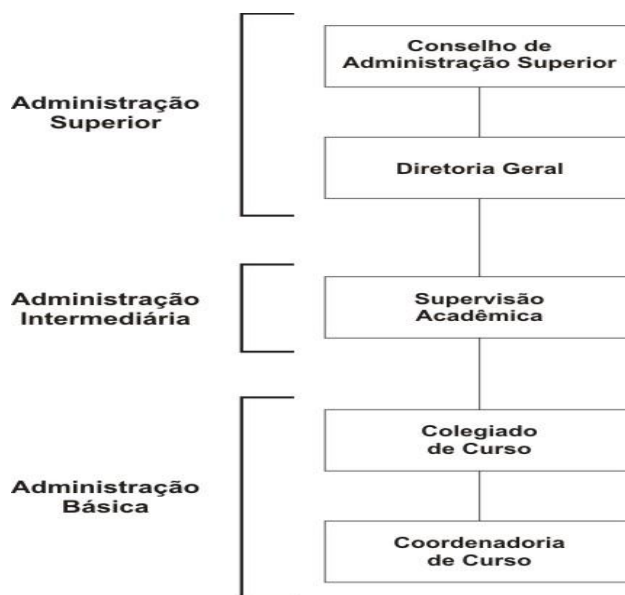 Administração
Superior
Conselho de
Administração Superior
Diretoria Geral
Administração
Intermediária
Supervisão
Acadêmica
Administração
Básica
Colegiado
de Curso
Coordenadoria
de Curso